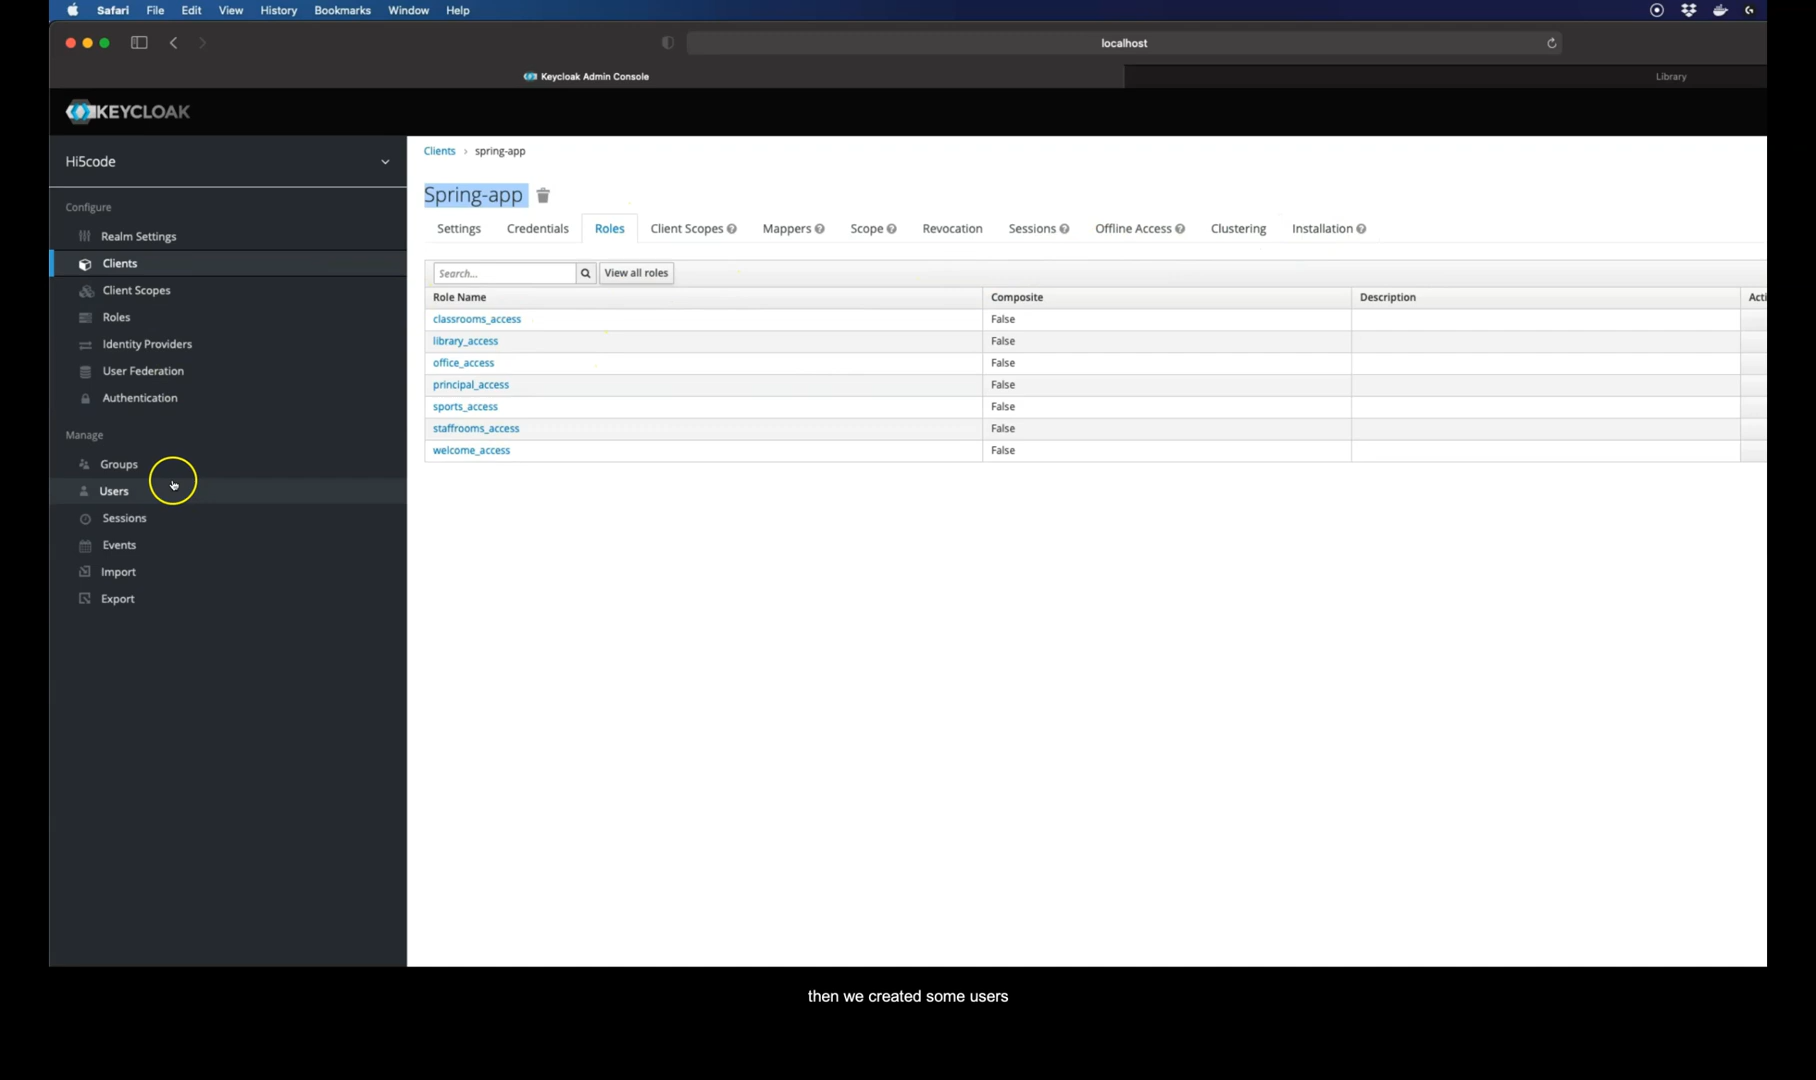 Safari File Edit View History Bookmarks Window Help
localhost
Keycloak Admin Console
Library
KEYCLOAK
Hi5code
Clients › spring-app
Spring-app
Configure
Settings Credentials Roles Client Scopes Mappers Scope Revocation Sessions Offline Access Clustering Installation
Realm Settings
Clients
Client Scopes
Roles
Identity Providers
User Federation
Authentication
Manage
Groups
Users
Sessions
Events
Import
Export
Search... View all roles
Role Name Composite Description Acti
classrooms_access False
library_access False
office_access False
principal_access False
sports_access False
staffrooms_access False
welcome_access False
then we created some users